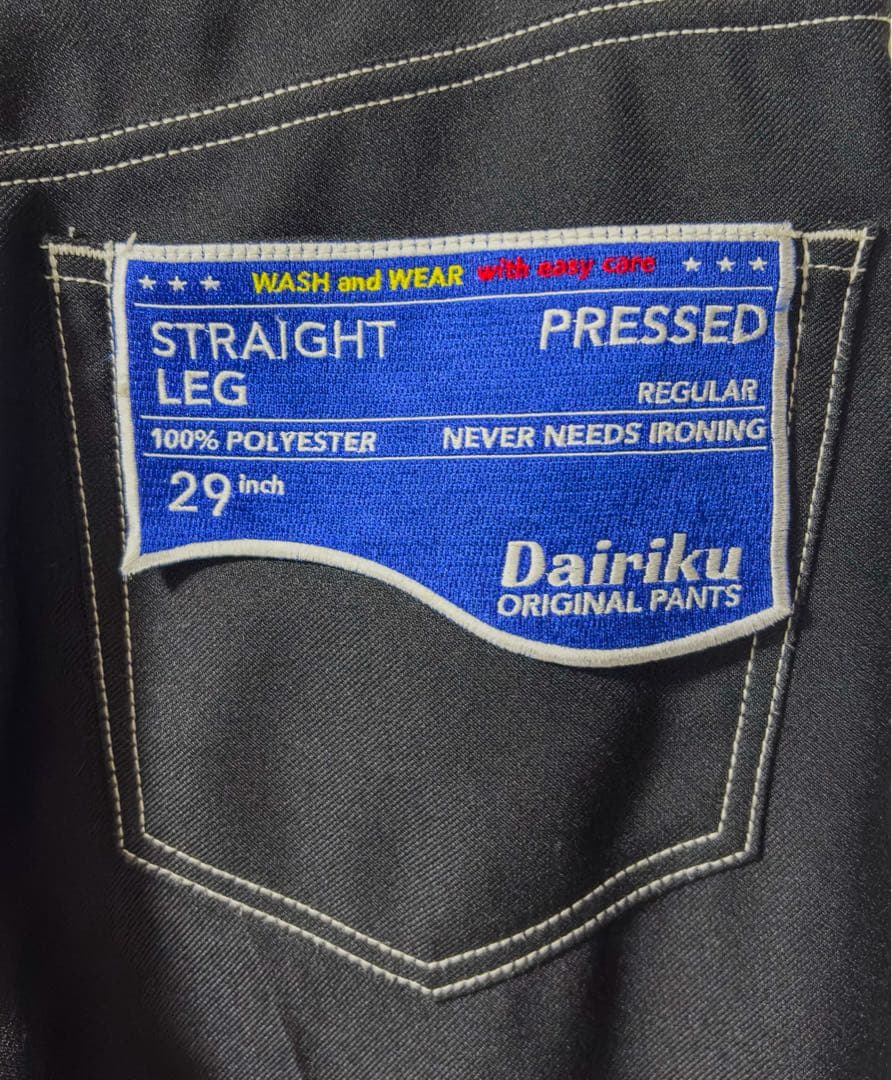 ★★★ WASH and WEAR with easy care ★★★
STRAIGHT LEG
PRESSED
REGULAR
100% POLYESTER NEVER NEEDS IRONING
29 inch
Dairiku
ORIGINAL PANTS